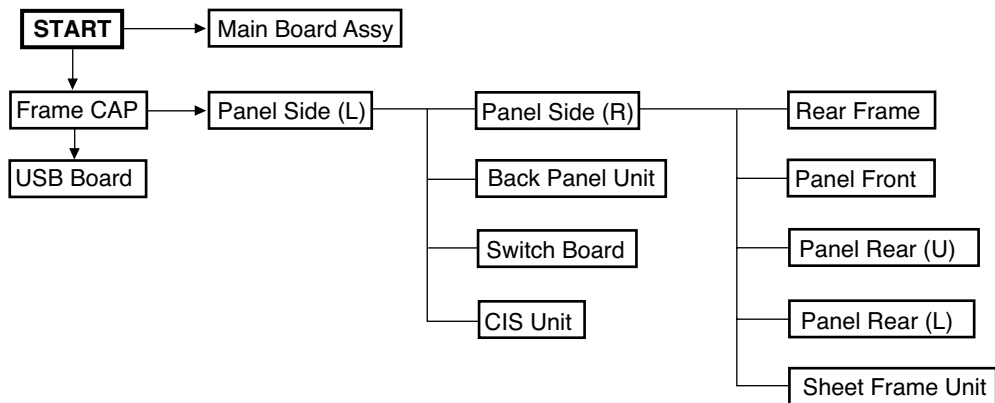 START
Main Board Assy
Frame CAP
Panel Side (L)
Panel Side (R)
Rear Frame
USB Board
Back Panel Unit
Panel Front
Switch Board
Panel Rear (U)
CIS Unit
Panel Rear (L)
Sheet Frame Unit